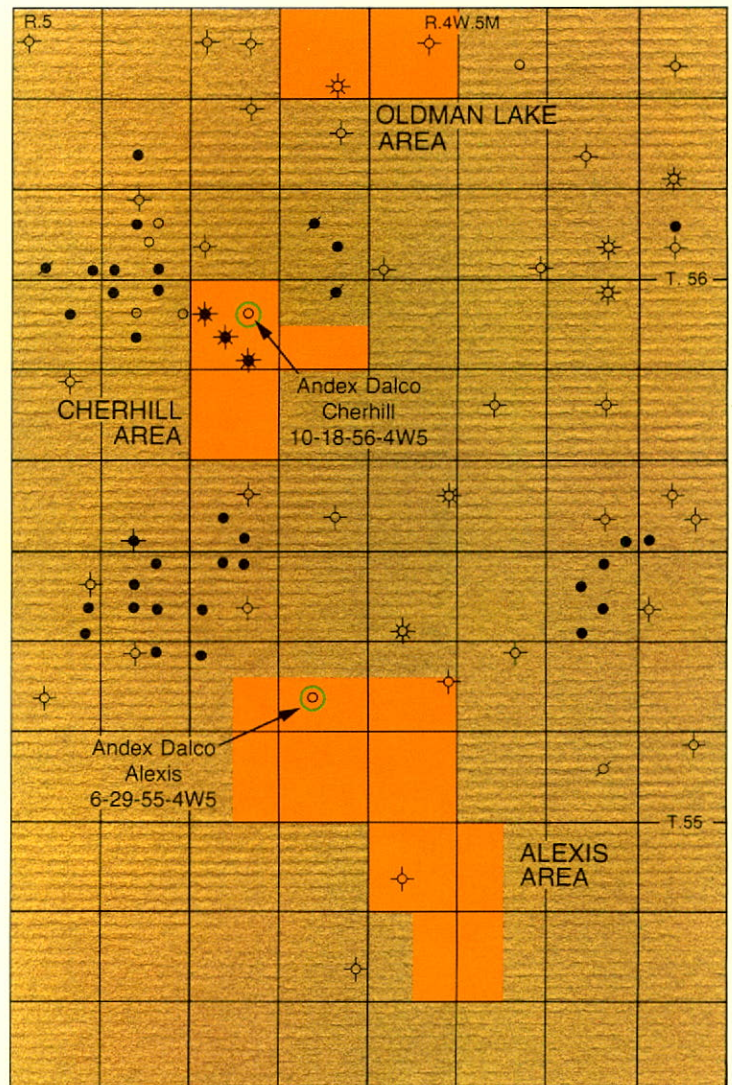 R.5
R.4W.5M
OLDMAN LAKE
AREA
T. 56
Andex Dalco
Cherhill
10-18-56-4W5
CHERHILL
AREA
Andex Dalco
Alexis
6-29-55-4W5
T.55
ALEXIS
AREA